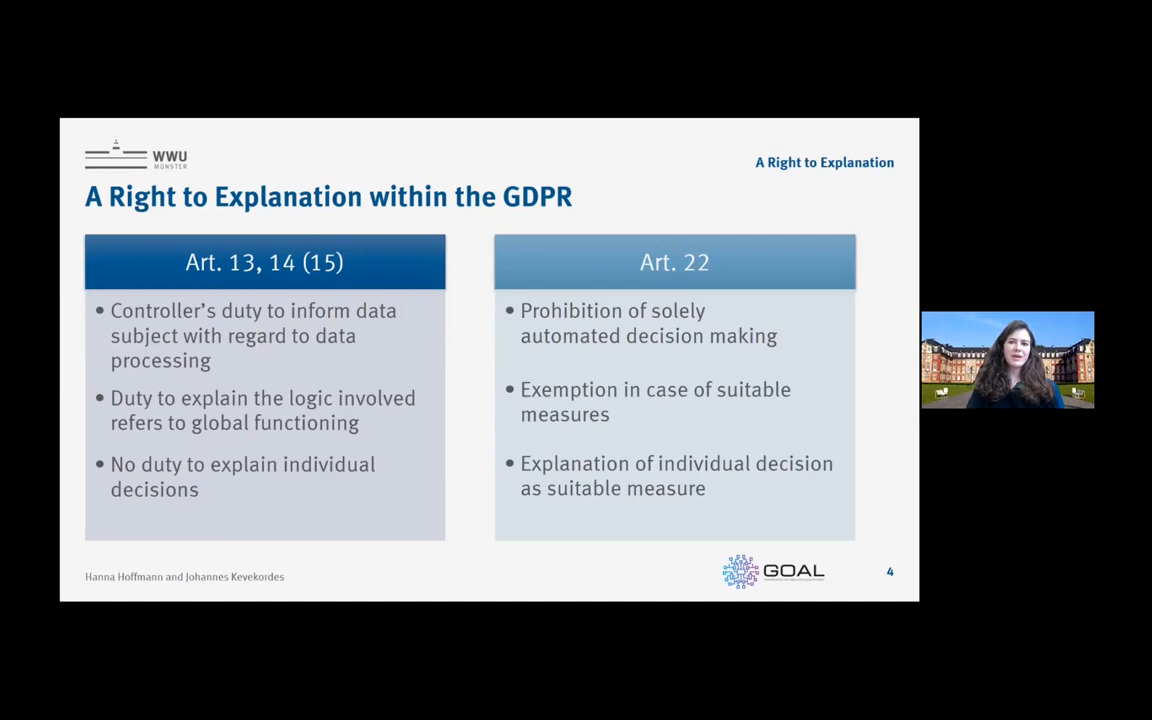 WWU
MÜNSTER
A Right to Explanation
A Right to Explanation within the GDPR
Art. 13, 14 (15)
• Controller's duty to inform data
subject with regard to data
processing
• Duty to explain the logic involved
refers to global functioning
• No duty to explain individual
decisions
Art. 22
• Prohibition of solely
automated decision making
• Exemption in case of suitable
measures
• Explanation of individual decision
as suitable measure
Hanna Hoffmann and Johannes Kevekordes
GOAL
4